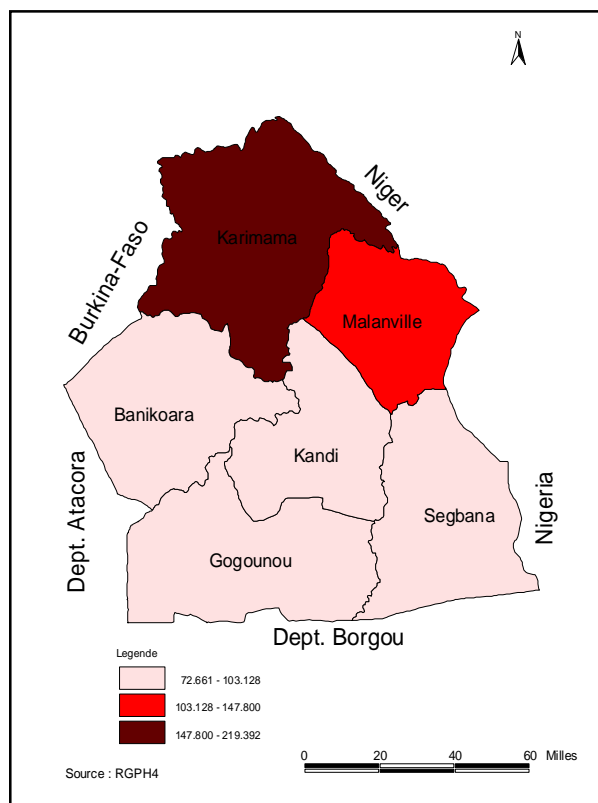 N
Niger
Burkina-Faso
Karimama
Malanville
Banikoara
Kandi
Segbana
Dept. Atacora
Nigeria
Gogounou
Dept. Borgou
Legende
72.661 - 103.128
103.128 - 147.800
147.800 - 219.392
0 20 40 60 Milles
Source : RGPH4